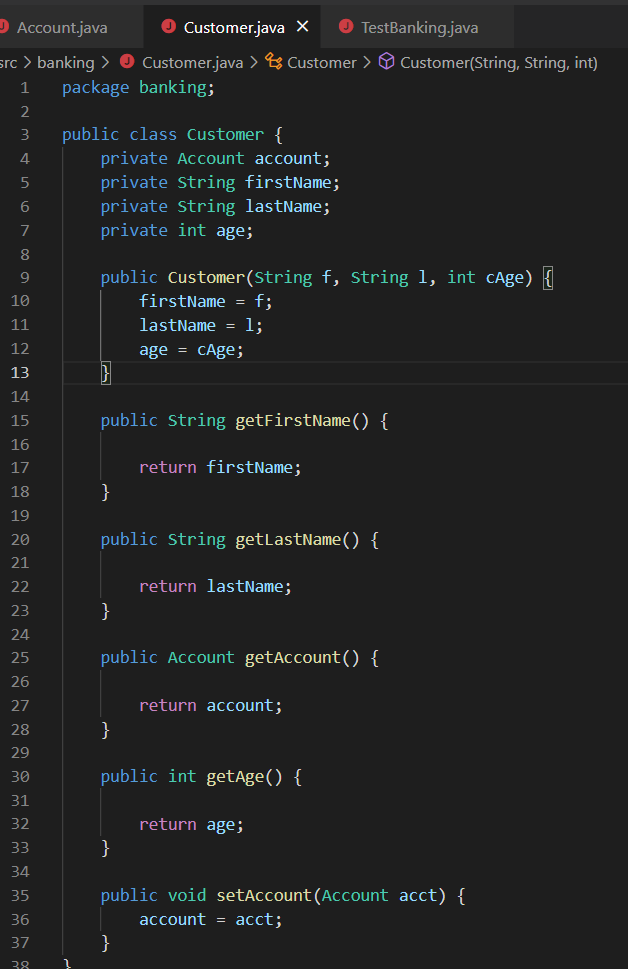 Account.java Customer.java TestBanking.java
src > banking > Customer.java > Customer > Customer(String, String, int)
1 package banking;
2
3 public class Customer {
4 private Account account;
5 private String firstName;
6 private String lastName;
7 private int age;
8
9 public Customer(String f, String l, int cAge) {
10 firstName = f;
11 lastName = l;
12 age = cAge;
13 }
14
15 public String getFirstName() {
16
17 return firstName;
18 }
19
20 public String getLastName() {
21
22 return lastName;
23 }
24
25 public Account getAccount() {
26
27 return account;
28 }
29
30 public int getAge() {
31
32 return age;
33 }
34
35 public void setAccount(Account acct) {
36 account = acct;
37 }
38 }